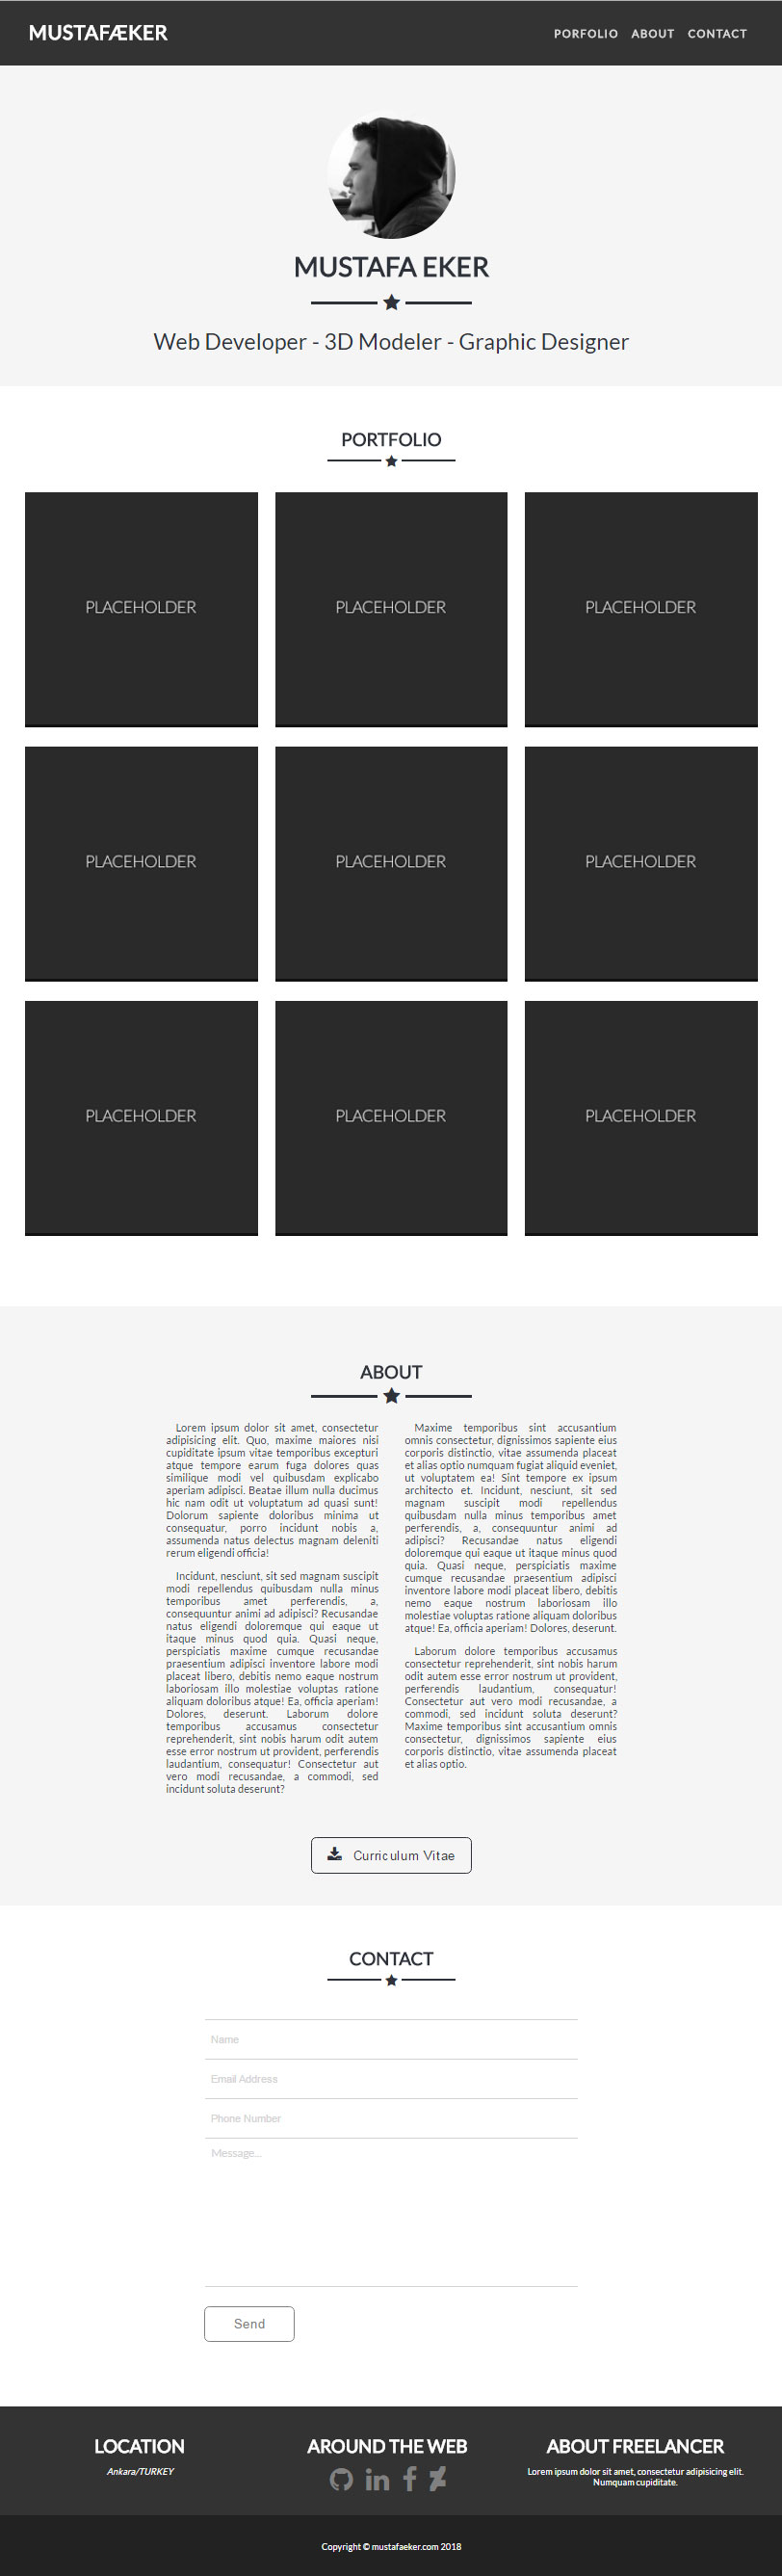 MUSTAFÆKER
PORFOLIO ABOUT CONTACT
MUSTAFA EKER
Web Developer - 3D Modeler - Graphic Designer
PORTFOLIO
PLACEHOLDER PLACEHOLDER PLACEHOLDER
PLACEHOLDER PLACEHOLDER PLACEHOLDER
PLACEHOLDER PLACEHOLDER PLACEHOLDER
ABOUT
Lorem ipsum dolor sit amet, consectetur
adipisicing elit. Quo, maxime maiores nisi
cupiditate ipsum vitae temporibus excepturi
atque tempore earum fuga dolores quas
similique modi vel quibusdam explicabo
aperiam adipisci. Beatae illum nulla ducimus
hic nam odit ut voluptatum ad quasi sunt!
Dolorum sapiente doloribus minima ut
consequatur, porro incidunt nobis a,
assumenda natus delectus magnam deleniti
rerum eligendi officia!
Incidunt, nesciunt, sit sed magnam suscipit
modi repellendus quibusdam nulla minus
temporibus amet perferendis, a,
consequuntur animi ad adipisci? Recusandae
natus eligendi doloremque qui eaque ut
itaque minus quod quia. Quasi neque,
perspiciatis maxime cumque recusandae
praesentium adipisci inventore labore modi
placeat libero, debitis nemo eaque nostrum
laboriosam illo molestiae voluptas ratione
aliquam doloribus atque! Ea, officia aperiam!
Dolores, deserunt. Laborum dolore
temporibus accusamus consectetur
reprehenderit, sint nobis harum odit autem
esse error nostrum ut provident, perferendis
laudantium, consequatur! Consectetur aut
vero modi recusandae, a commodi, sed
incidunt soluta deserunt?
Maxime temporibus sint accusantium
omnis consectetur, dignissimos sapiente eius
corporis distinctio, vitae assumenda placeat
et alias optio numquam fugiat aliquid eveniet,
ut voluptatem ea! Sint tempore ex ipsum
architecto et. Incidunt, nesciunt, sit sed
magnam suscipit modi repellendus
quibusdam nulla minus temporibus amet
perferendis, a, consequuntur animi ad
adipisci? Recusandae natus eligendi
doloremque qui eaque ut itaque minus quod
quia. Quasi neque, perspiciatis maxime
cumque recusandae praesentium adipisci
inventore labore modi placeat libero, debitis
nemo eaque nostrum laboriosam illo
molestiae voluptas ratione aliquam doloribus
atque! Ea, officia aperiam! Dolores, deserunt.
Laborum dolore temporibus accusamus
consectetur reprehenderit, sint nobis harum
odit autem esse error nostrum ut provident,
perferendis laudantium, consequatur!
Consectetur aut vero modi recusandae, a
commodi, sed incidunt soluta deserunt?
Maxime temporibus sint accusantium omnis
consectetur, dignissimos sapiente eius
corporis distinctio, vitae assumenda placeat
et alias optio.
Curriculum Vitae
CONTACT
Name
Email Address
Phone Number
Message...
Send
LOCATION
Ankara/TURKEY
AROUND THE WEB
ABOUT FREELANCER
Lorem ipsum dolor sit amet, consectetur adipisicing elit.
Numquam cupiditate.
Copyright © mustafaeker.com 2018